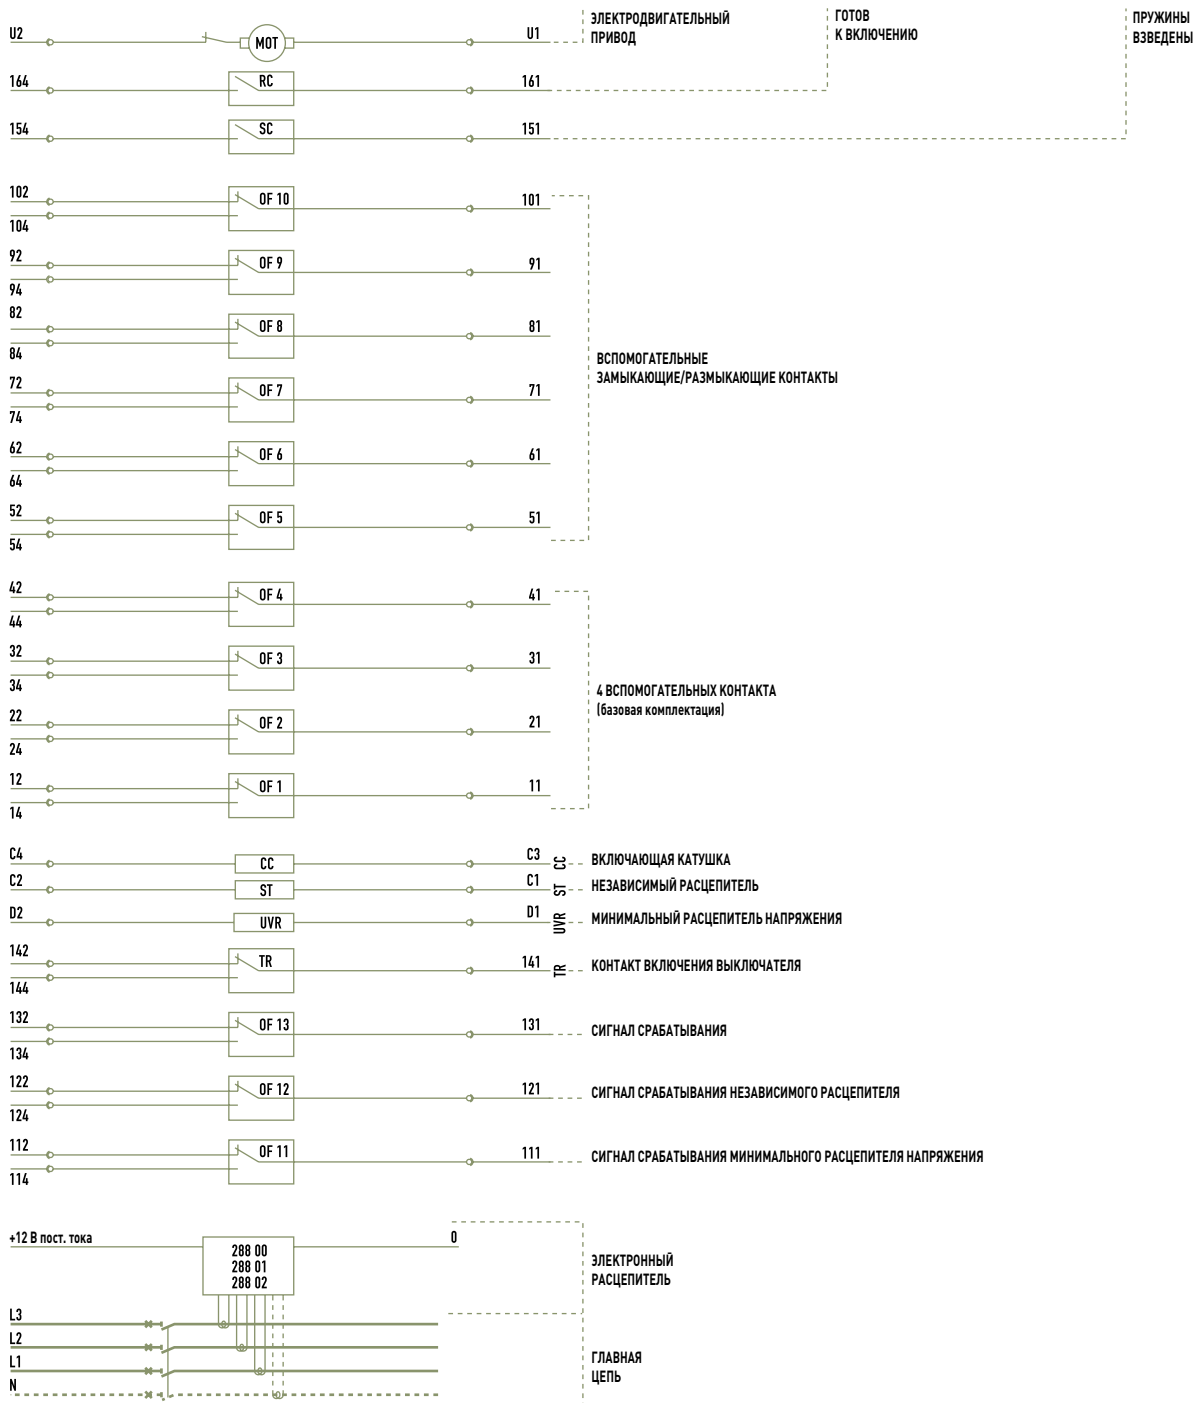 U2
MOT
U1
ЭЛЕКТРОДВИГАТЕЛЬНЫЙ
ПРИВОД
ГОТОВ
К ВКЛЮЧЕНИЮ
ПРУЖИНЫ
ВЗВЕДЕНЫ
164
RC
161
154
SC
151
102
OF 10
101
104
92
OF 9
91
94
82
OF 8
81
84
ВСПОМОГАТЕЛЬНЫЕ
ЗАМЫКАЮЩИЕ/РАЗМЫКАЮЩИЕ КОНТАКТЫ
72
OF 7
71
74
62
OF 6
61
64
52
OF 5
51
54
42
OF 4
41
44
32
OF 3
31
34
4 ВСПОМОГАТЕЛЬНЫХ КОНТАКТА
(базовая комплектация)
22
OF 2
21
24
12
OF 1
11
14
C4
CC
C3
CC
ВКЛЮЧАЮЩАЯ КАТУШКА
C2
ST
C1
ST
НЕЗАВИСИМЫЙ РАСЦЕПИТЕЛЬ
D2
UVR
D1
UVR
МИНИМАЛЬНЫЙ РАСЦЕПИТЕЛЬ НАПРЯЖЕНИЯ
142
TR
141
TR
КОНТАКТ ВКЛЮЧЕНИЯ ВЫКЛЮЧАТЕЛЯ
144
132
OF 13
131
СИГНАЛ СРАБАТЫВАНИЯ
134
122
OF 12
121
СИГНАЛ СРАБАТЫВАНИЯ НЕЗАВИСИМОГО РАСЦЕПИТЕЛЯ
124
112
OF 11
111
СИГНАЛ СРАБАТЫВАНИЯ МИНИМАЛЬНОГО РАСЦЕПИТЕЛЯ НАПРЯЖЕНИЯ
114
+12 В пост. тока
288 00
288 01
288 02
0
ЭЛЕКТРОННЫЙ
РАСЦЕПИТЕЛЬ
L3
L2
L1
N
ГЛАВНАЯ
ЦЕПЬ